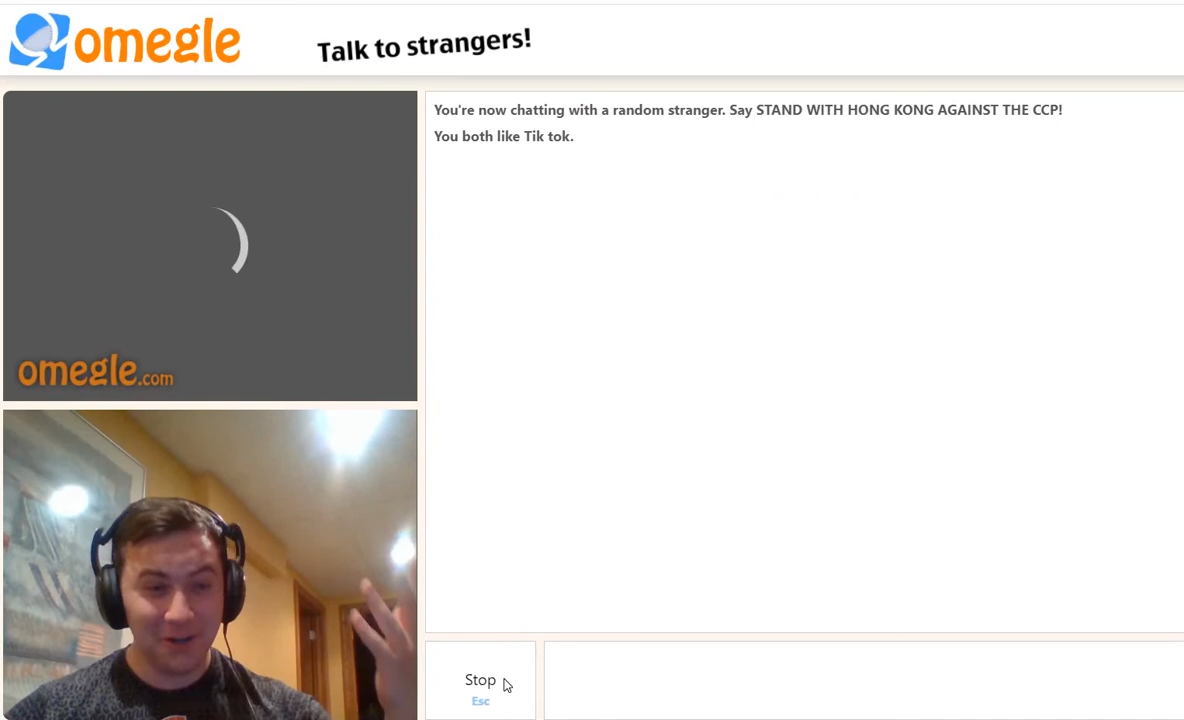 omegle
Talk to strangers!
You're now chatting with a random stranger. Say STAND WITH HONG KONG AGAINST THE CCP!
You both like Tik tok.
omegle.com
Stop
Esc